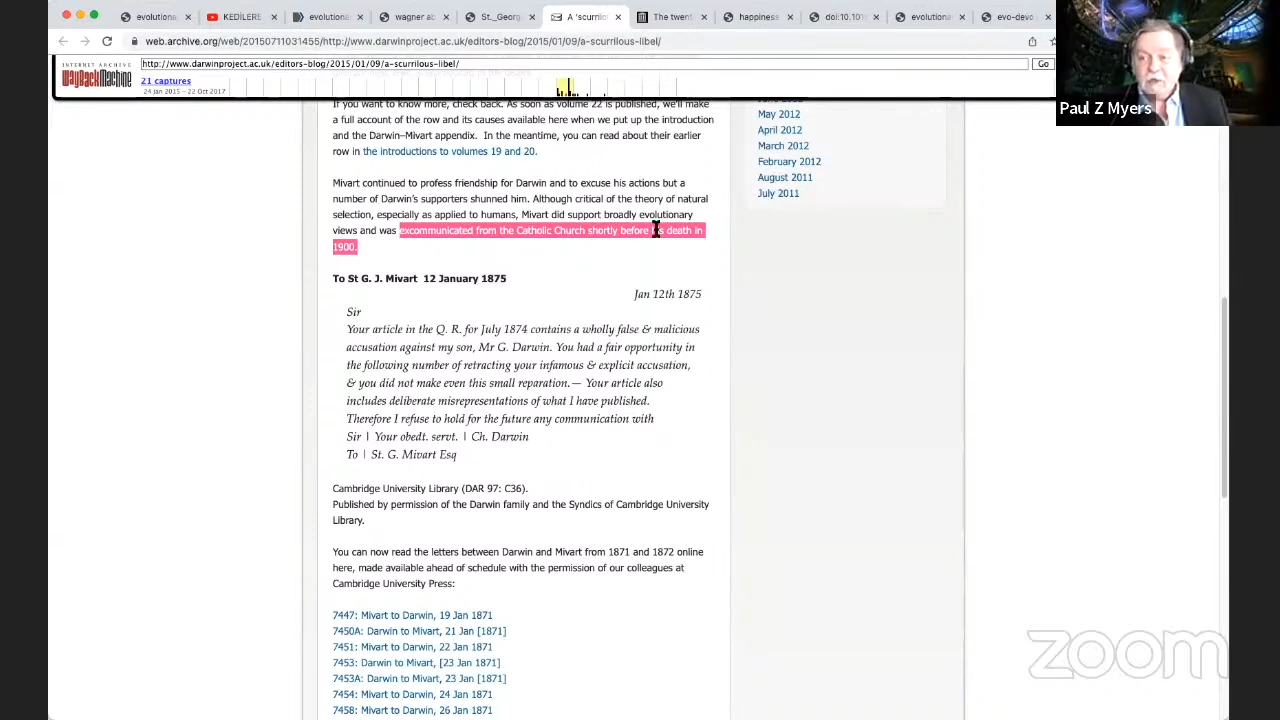 evolutiona
KEDİLERE
evolutiona
wagner ab
St._Georg
A 'scurrilou
The twent
happiness
doi:10.101
evolutiona
evo-devo
web.archive.org/web/20150711031455/http://www.darwinproject.ac.uk/editors-blog/2015/01/09/a-scurrilous-libel/
INTERNET ARCHIVE
WayBackMachine
http://www.darwinproject.ac.uk/editors-blog/2015/01/09/a-scurrilous-libel/
Go
21 captures
24 Jan 2015 – 22 Oct 2017
Paul Z Myers
If you want to know more, check back. As soon as volume 22 is published, we'll make
a full account of the row and its causes available here when we put up the introduction
and the Darwin–Mivart appendix. In the meantime, you can read about their earlier
row in the introductions to volumes 19 and 20.
Mivart continued to profess friendship for Darwin and to excuse his actions but a
number of Darwin's supporters shunned him. Although critical of the theory of natural
selection, especially as applied to humans, Mivart did support broadly evolutionary
views and was excommunicated from the Catholic Church shortly before his death in
1900.
To St G. J. Mivart 12 January 1875
Jan 12th 1875
Sir
Your article in the Q. R. for July 1874 contains a wholly false & malicious
accusation against my son, Mr G. Darwin. You had a fair opportunity in
the following number of retracting your infamous & explicit accusation,
& you did not make even this small reparation.— Your article also
includes deliberate misrepresentations of what I have published.
Therefore I refuse to hold for the future any communication with
Sir | Your obedt. servt. | Ch. Darwin
To | St. G. Mivart Esq
Cambridge University Library (DAR 97: C36).
Published by permission of the Darwin family and the Syndics of Cambridge University
Library.
You can now read the letters between Darwin and Mivart from 1871 and 1872 online
here, made available ahead of schedule with the permission of our colleagues at
Cambridge University Press:
7447: Mivart to Darwin, 19 Jan 1871
7450A: Darwin to Mivart, 21 Jan [1871]
7451: Mivart to Darwin, 22 Jan 1871
7453: Darwin to Mivart, [23 Jan 1871]
7453A: Darwin to Mivart, 23 Jan [1871]
7454: Mivart to Darwin, 24 Jan 1871
7458: Mivart to Darwin, 26 Jan 1871
May 2012
April 2012
March 2012
February 2012
August 2011
July 2011
zoom